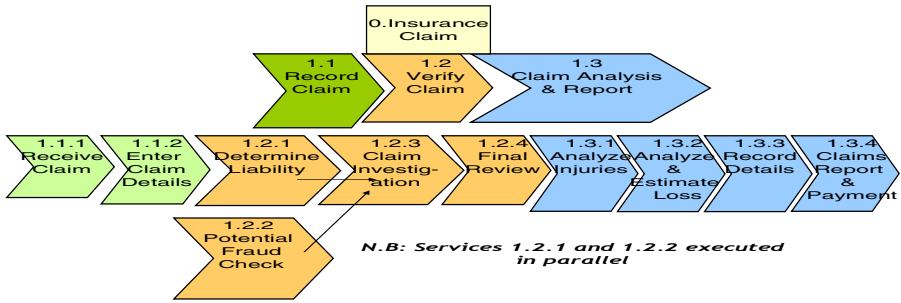 0.Insurance
Claim
1.1
Record
Claim
1.2
Verify
Claim
1.3
Claim Analysis
& Report
1.1.1
Receive
Claim
1.1.2
Enter
Claim
Details
1.2.1
Determine
Liability
1.2.3
Claim
Investig-
ation
1.2.4
Final
Review
1.3.1
Analyze
Injuries
1.3.2
Analyze
&
Estimate
Loss
1.3.3
Record
Details
1.3.4
Claims
Report
&
Payment
1.2.2
Potential
Fraud
Check
N.B: Services 1.2.1 and 1.2.2 executed
in parallel